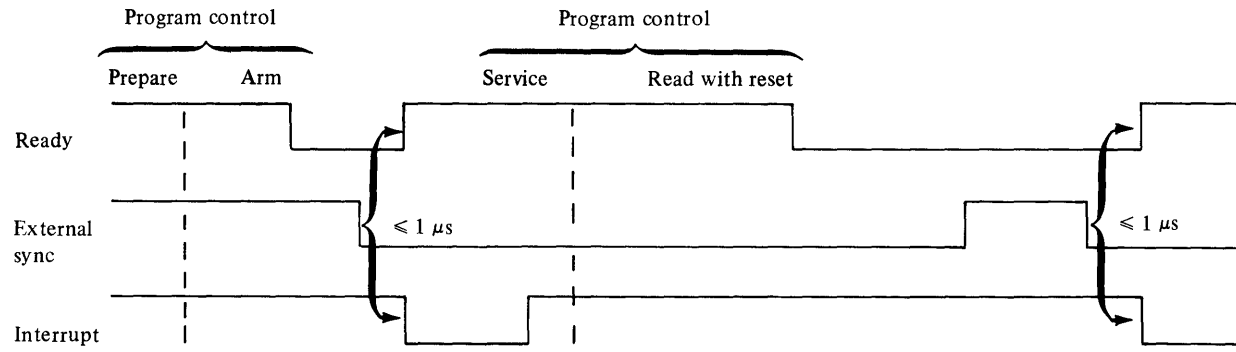 Program control
Program control
Prepare
Arm
Service
Read with reset
Ready
External
sync
⩽ 1 μs
⩽ 1 μs
Interrupt